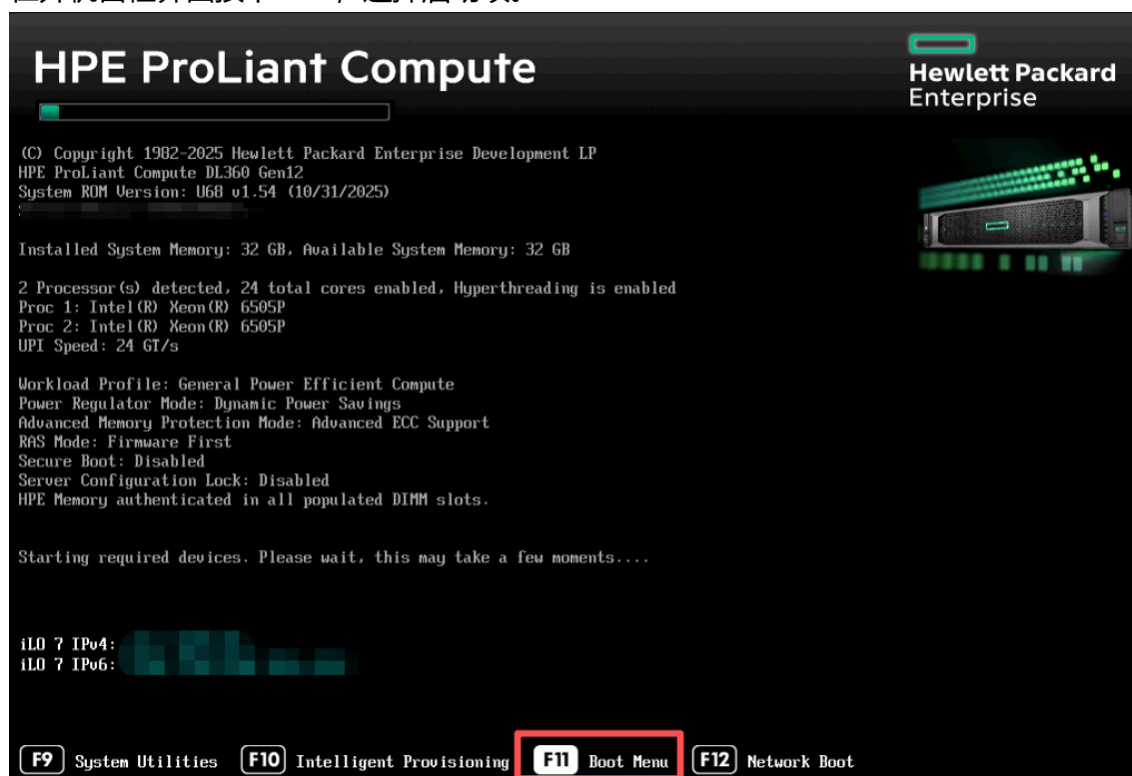 HPE ProLiant Compute
Hewlett Packard
Enterprise
(C) Copyright 1982-2025 Hewlett Packard Enterprise Development LP
HPE ProLiant Compute DL360 Gen12
System ROM Version: U68 v1.54 (10/31/2025)
Installed System Memory: 32 GB, Available System Memory: 32 GB
2 Processor(s) detected, 24 total cores enabled, Hyperthreading is enabled
Proc 1: Intel(R) Xeon(R) 6505P
Proc 2: Intel(R) Xeon(R) 6505P
UPI Speed: 24 GT/s
Workload Profile: General Power Efficient Compute
Power Regulator Mode: Dynamic Power Savings
Advanced Memory Protection Mode: Advanced ECC Support
RAS Mode: Firmware First
Secure Boot: Disabled
Server Configuration Lock: Disabled
HPE Memory authenticated in all populated DIMM slots.
Starting required devices. Please wait, this may take a few moments....
iLO 7 IPv4:
iLO 7 IPv6:
F9 System Utilities F10 Intelligent Provisioning F11 Boot Menu F12 Network Boot